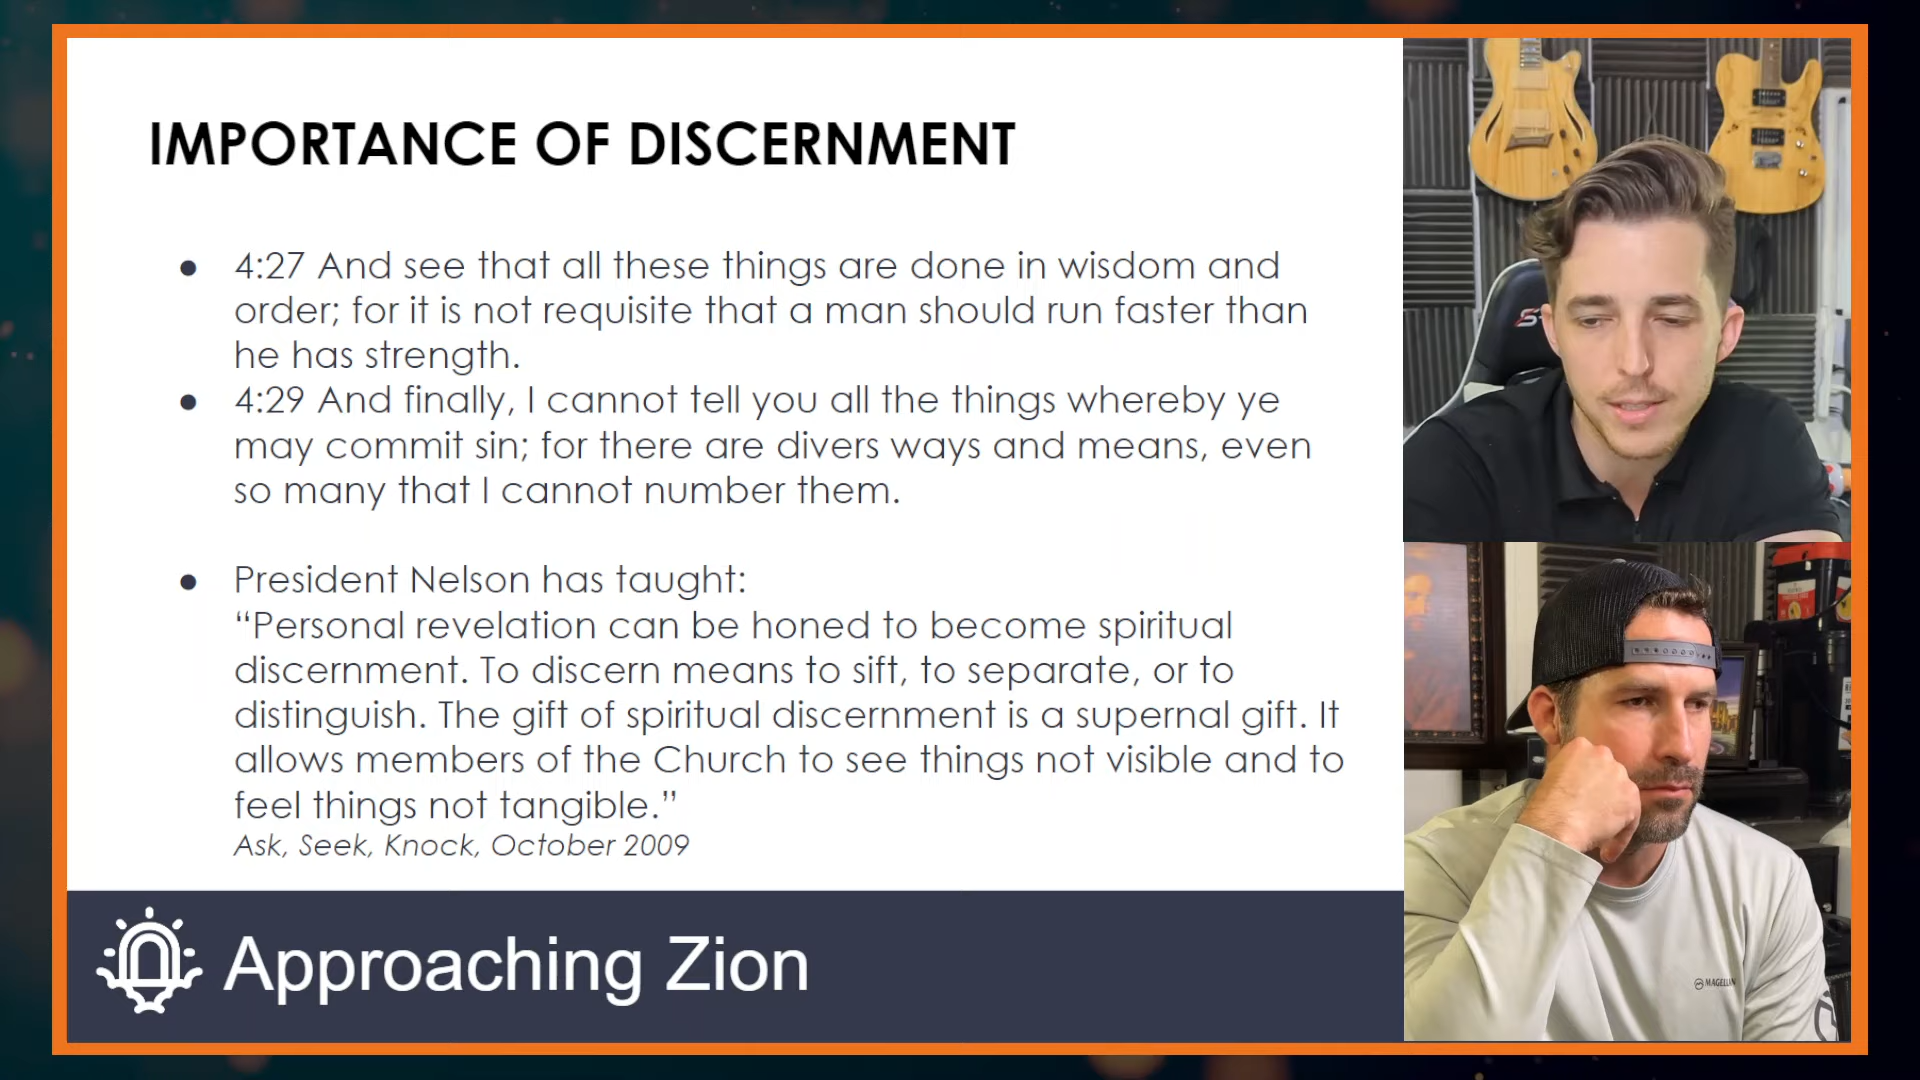 IMPORTANCE OF DISCERNMENT
● 4:27 And see that all these things are done in wisdom and
order; for it is not requisite that a man should run faster than
he has strength.
● 4:29 And finally, I cannot tell you all the things whereby ye
may commit sin; for there are divers ways and means, even
so many that I cannot number them.
● President Nelson has taught:
“Personal revelation can be honed to become spiritual
discernment. To discern means to sift, to separate, or to
distinguish. The gift of spiritual discernment is a supernal gift. It
allows members of the Church to see things not visible and to
feel things not tangible.”
Ask, Seek, Knock, October 2009
Approaching Zion